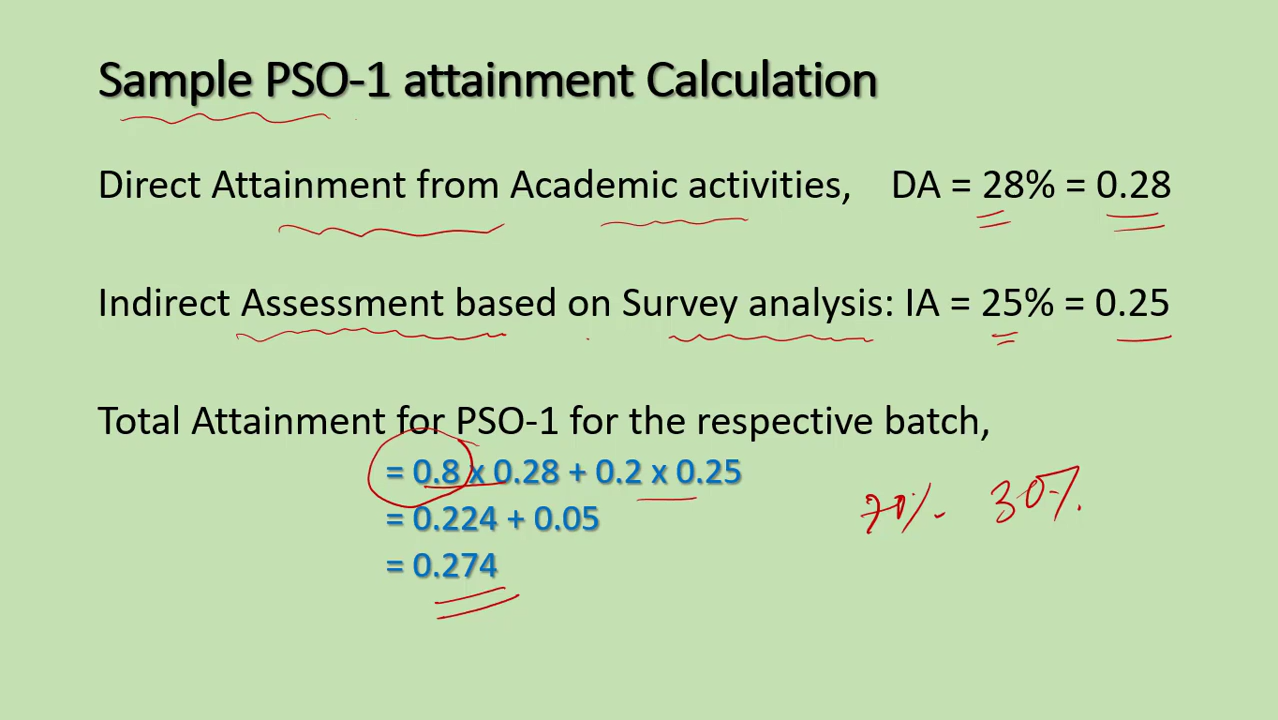 Sample PSO-1 attainment Calculation
Direct Attainment from Academic activities, DA = 28% = 0.28
Indirect Assessment based on Survey analysis: IA = 25% = 0.25
Total Attainment for PSO-1 for the respective batch,
= 0.8 x 0.28 + 0.2 x 0.25
70% 30%
= 0.224 + 0.05
= 0.274